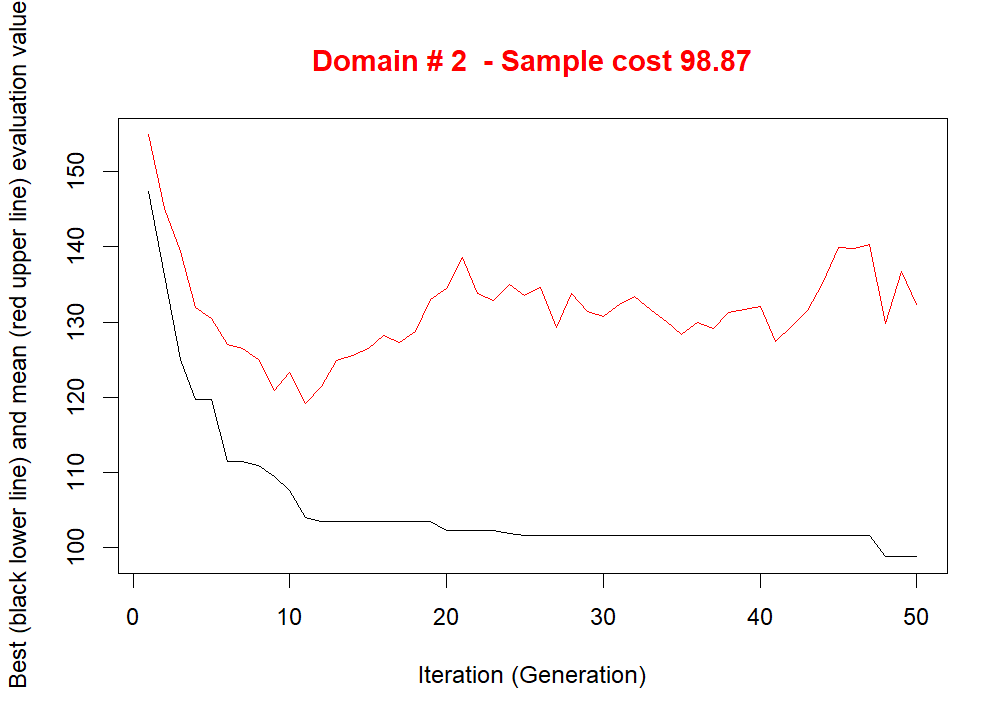 Domain # 2  - Sample cost 98.87
Best (black lower line) and mean (red upper line) evaluation value
150
140
130
120
110
100
0 10 20 30 40 50
Iteration (Generation)